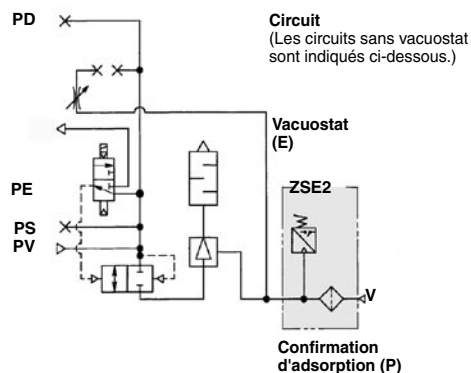 PD
Circuit
(Les circuits sans vacuostat
sont indiqués ci-dessous.)
Vacuostat
(E)
PE
ZSE2
PS
PV
V
Confirmation
d'adsorption (P)